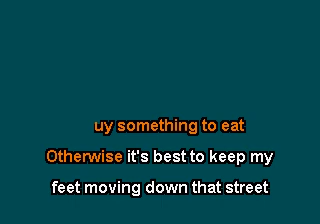 uy something to eat
Otherwise it's best to keep my
feet moving down that street